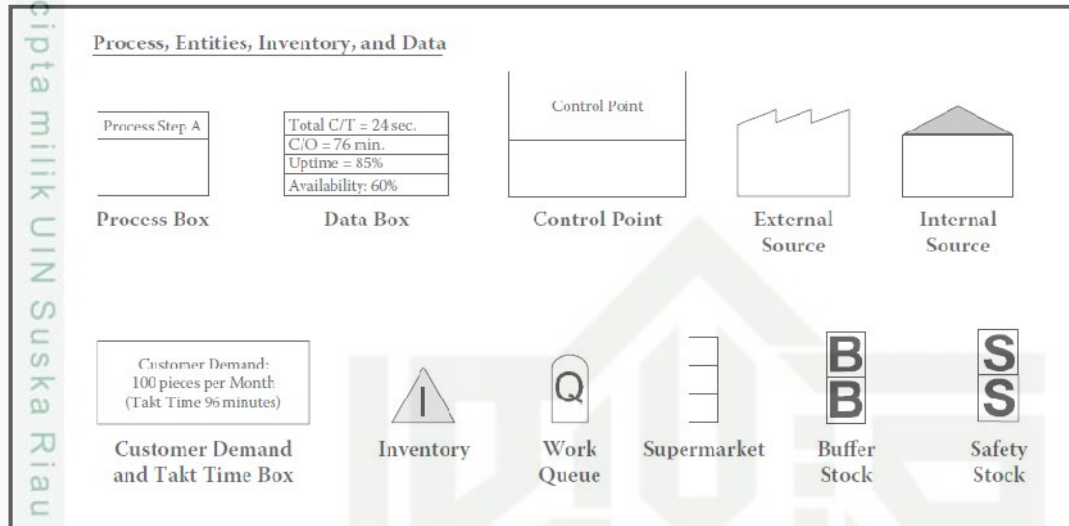 cipta milik UIN Suska Riau
Process, Entities, Inventory, and Data
Process Step A
Total C/T = 24 sec.
C/O = 76 min.
Uptime = 85%
Availability: 60%
Control Point
Process Box
Data Box
Control Point
External
Source
Internal
Source
Customer Demand:
100 pieces per Month
(Takt Time 96 minutes)
I
Q
B
B
S
S
Customer Demand
and Takt Time Box
Inventory
Work
Queue
Supermarket
Buffer
Stock
Safety
Stock